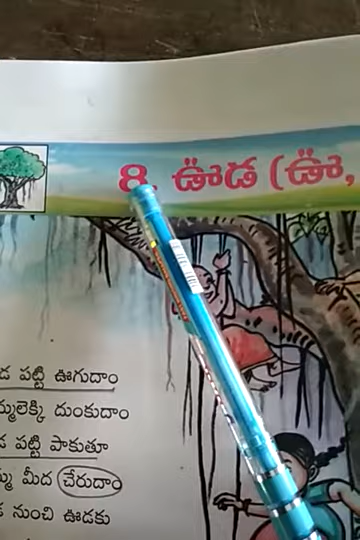 8. ఊడ (ఊ,
పట్టి ఊగుదాం
దుంకుదాం
పట్టి పాకుతూ
మీద చేరుదాం
నుంచి ఊడకు